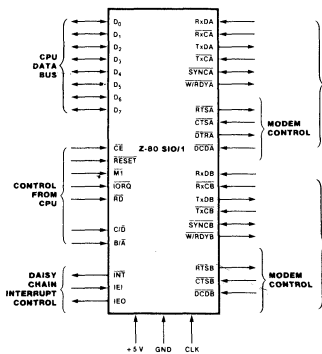 CPU
DATA
BUS
D0
D1
D2
D3
D4
D5
D6
D7
CONTROL
FROM
CPU
CE
RESET
M1
IORQ
RD
C/D
B/A
DAISY
CHAIN
INTERRUPT
CONTROL
INT
IEI
IEO
Z-80 SIO/1
RxDA
RxCA
TxDA
TxCA
SYNCA
W/RDYA
RTSA
CTSA
DTRA
DCDA
MODEM
CONTROL
RxDB
RxCB
TxDB
TxCB
SYNCB
W/RDYB
RTSB
CTSB
DCDB
MODEM
CONTROL
+5 V GND CLK